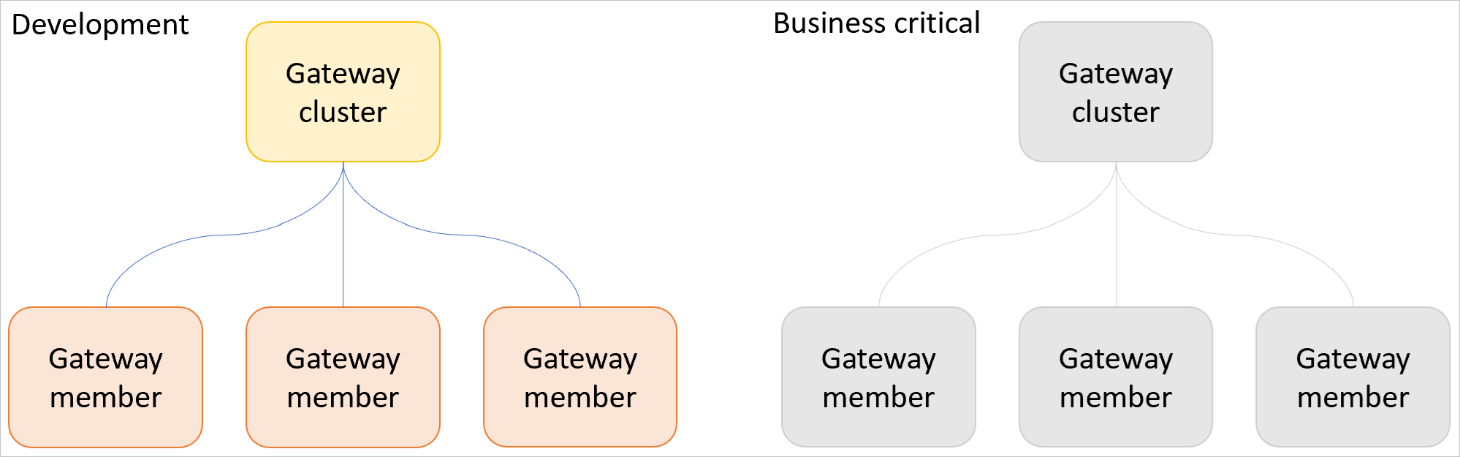 Development
Gateway
cluster
Gateway
member
Gateway
member
Gateway
member
Business critical
Gateway
cluster
Gateway
member
Gateway
member
Gateway
member